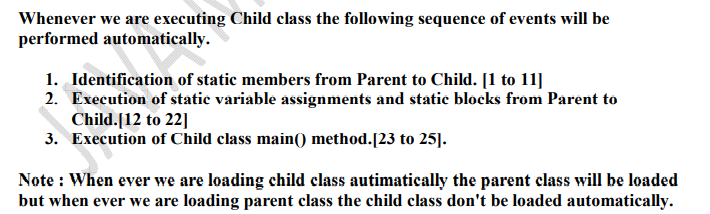 Whenever we are executing Child class the following sequence of events will be
performed automatically.
1. Identification of static members from Parent to Child. [1 to 11]
2. Execution of static variable assignments and static blocks from Parent to
Child.[12 to 22]
3. Execution of Child class main() method.[23 to 25].
Note : When ever we are loading child class autimatically the parent class will be loaded
but when ever we are loading parent class the child class don't be loaded automatically.
JAVA M